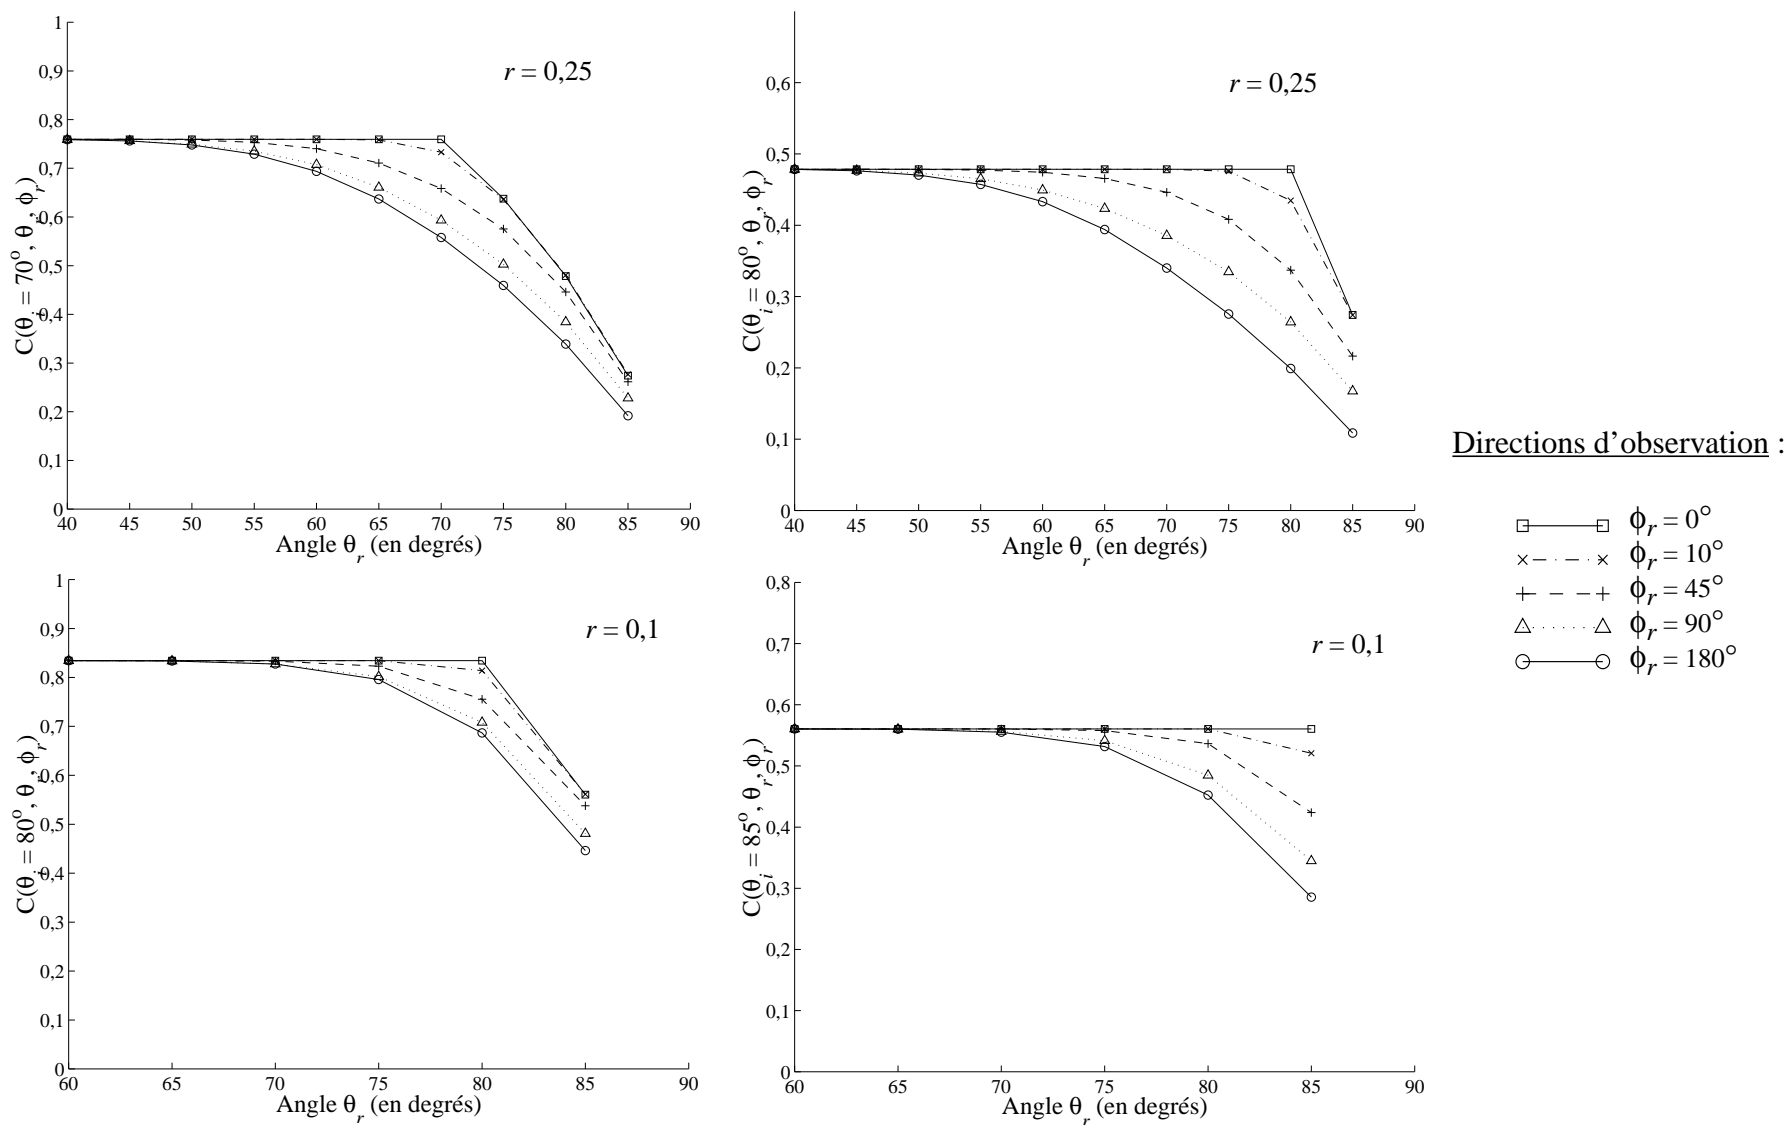 1
0,9
0,8
0,7
0,6
0,5
0,4
0,3
0,2
0,1
0
r = 0,25
C(θi = 70o, θr, ϕr)
40 45 50 55 60 65 70 75 80 85 90
Angle θr (en degrés)
0,6
0,5
0,4
0,3
0,2
0,1
0
r = 0,25
C(θi = 80o, θr, ϕr)
40 45 50 55 60 65 70 75 80 85 90
Angle θr (en degrés)
1
0,9
0,8
0,7
0,6
0,5
0,4
0,3
0,2
0,1
0
r = 0,1
C(θi = 80o, θr, ϕr)
60 65 70 75 80 85 90
Angle θr (en degrés)
0,8
0,7
0,6
0,5
0,4
0,3
0,2
0,1
0
r = 0,1
C(θi = 85o, θr, ϕr)
60 65 70 75 80 85 90
Angle θr (en degrés)
Directions d’observation :
ϕr = 0°
ϕr = 10°
ϕr = 45°
ϕr = 90°
ϕr = 180°